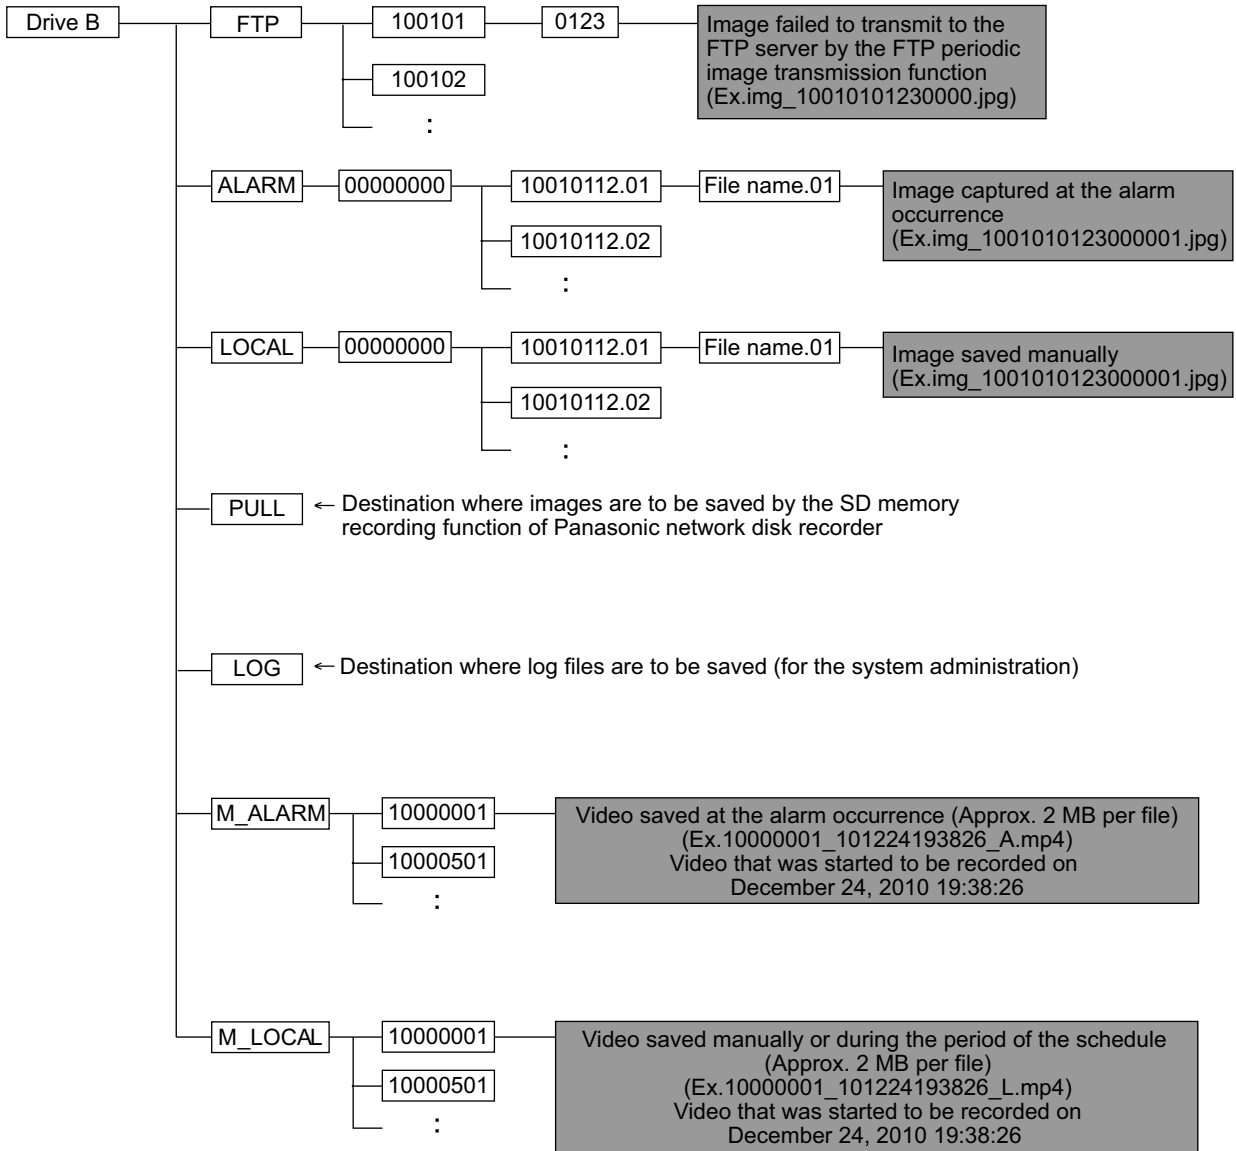 Drive B
FTP
100101
0123
Image failed to transmit to the
FTP server by the FTP periodic
image transmission function
(Ex.img_10010101230000.jpg)
100102
:
ALARM
00000000
10010112.01
File name.01
Image captured at the alarm
occurrence
(Ex.img_1001010123000001.jpg)
10010112.02
:
LOCAL
00000000
10010112.01
File name.01
Image saved manually
(Ex.img_1001010123000001.jpg)
10010112.02
:
PULL
← Destination where images are to be saved by the SD memory
recording function of Panasonic network disk recorder
LOG
← Destination where log files are to be saved (for the system administration)
M_ALARM
10000001
Video saved at the alarm occurrence (Approx. 2 MB per file)
(Ex.10000001_101224193826_A.mp4)
Video that was started to be recorded on
December 24, 2010 19:38:26
10000501
:
M_LOCAL
10000001
Video saved manually or during the period of the schedule
(Approx. 2 MB per file)
(Ex.10000001_101224193826_L.mp4)
Video that was started to be recorded on
December 24, 2010 19:38:26
10000501
: